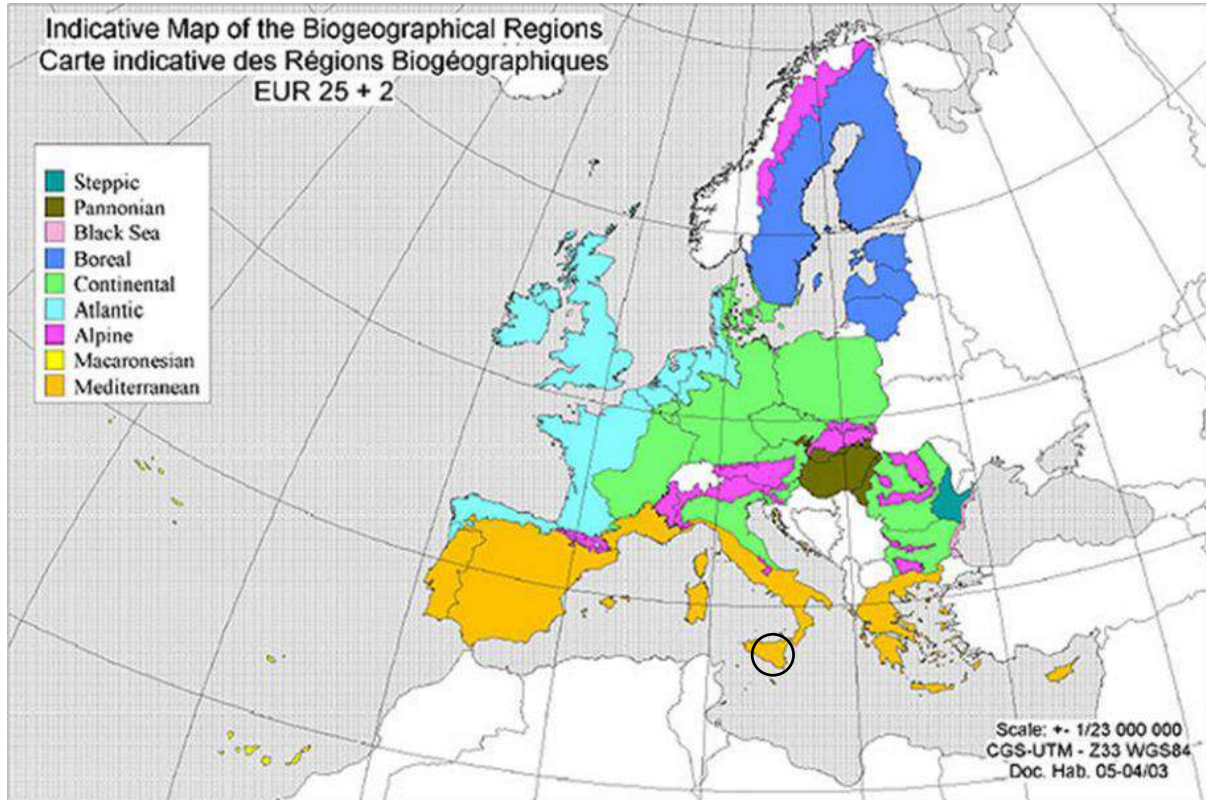 Indicative Map of the Biogeographical Regions
Carte indicative des Régions Biogéographiques
EUR 25 + 2
Steppic
Pannonian
Black Sea
Boreal
Continental
Atlantic
Alpine
Macaronesian
Mediterranean
Scale: +- 1/23 000 000
CGS-UTM - Z33 WGS84
Doc. Hab. 05-04/03